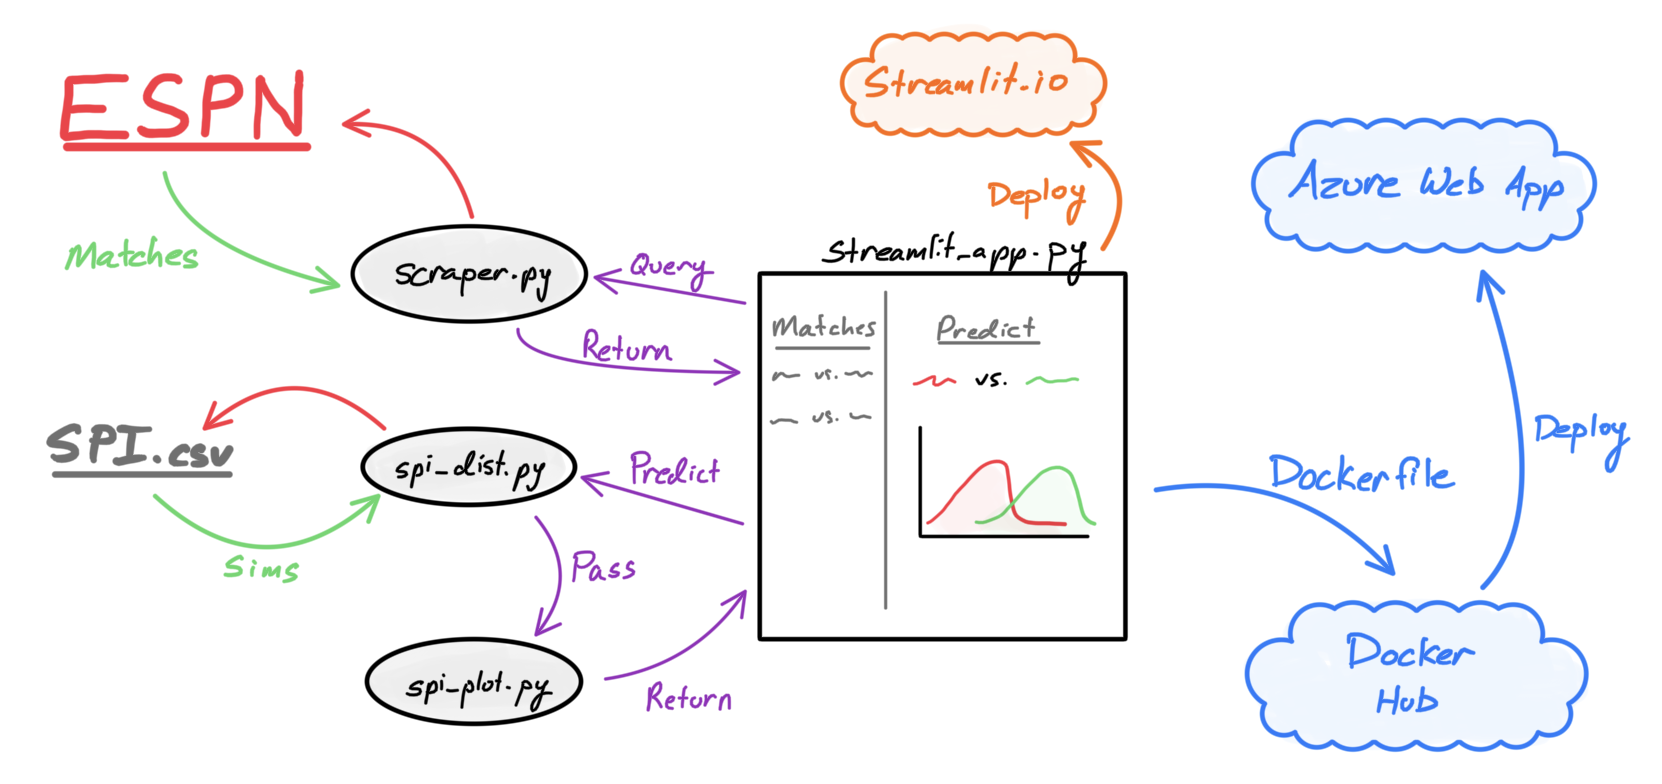 ESPN
Matches
scraper.py
Query
Return
SPI.csv
Sims
spi_dist.py
Predict
Pass
spi_plot.py
Return
Streamlit.io
Deploy
streamlit_app.py
Matches
vs.
vs.
Predict
vs.
Azure Web App
Deploy
Dockerfile
Docker
Hub